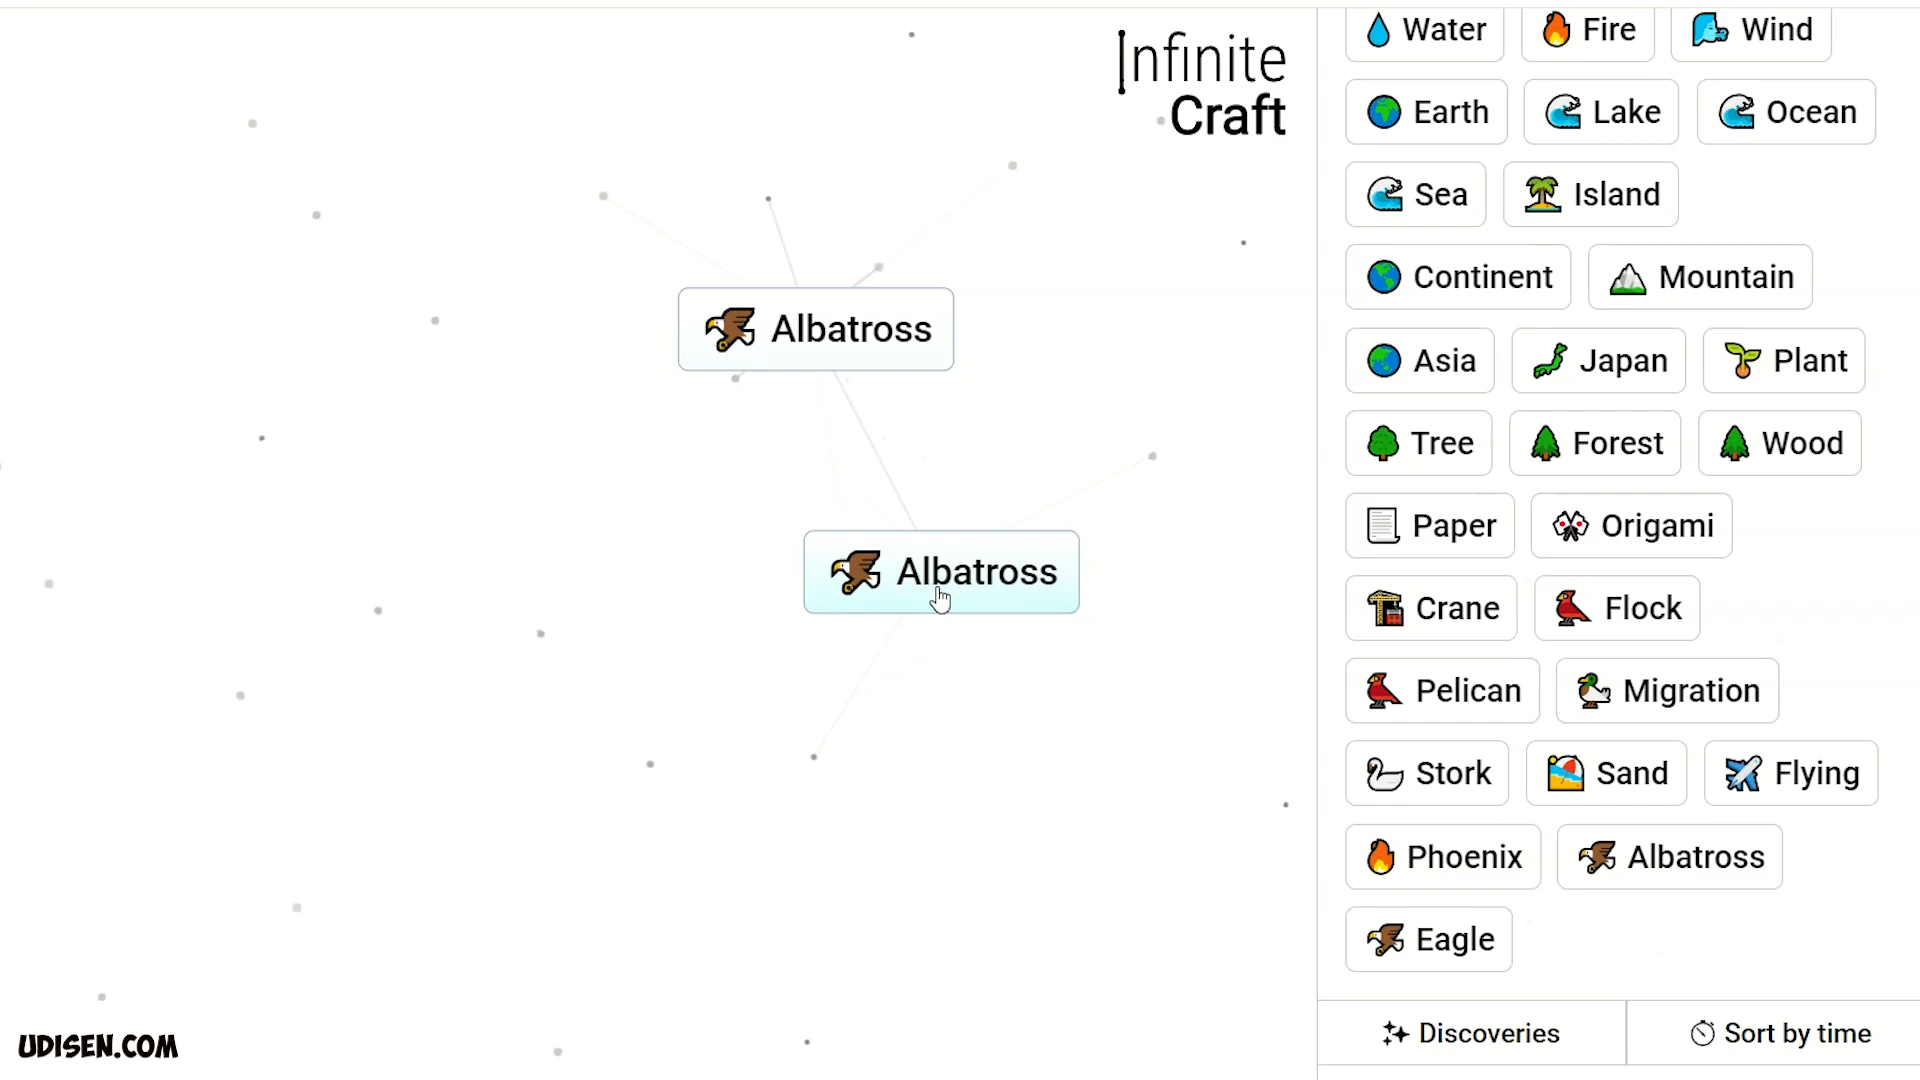 Infinite
Craft
Albatross
Albatross
Water Fire Wind
Earth Lake Ocean
Sea Island
Continent Mountain
Asia Japan Plant
Tree Forest Wood
Paper Origami
Crane Flock
Pelican Migration
Stork Sand Flying
Phoenix Albatross
Eagle
Discoveries Sort by time
UDISEN.COM